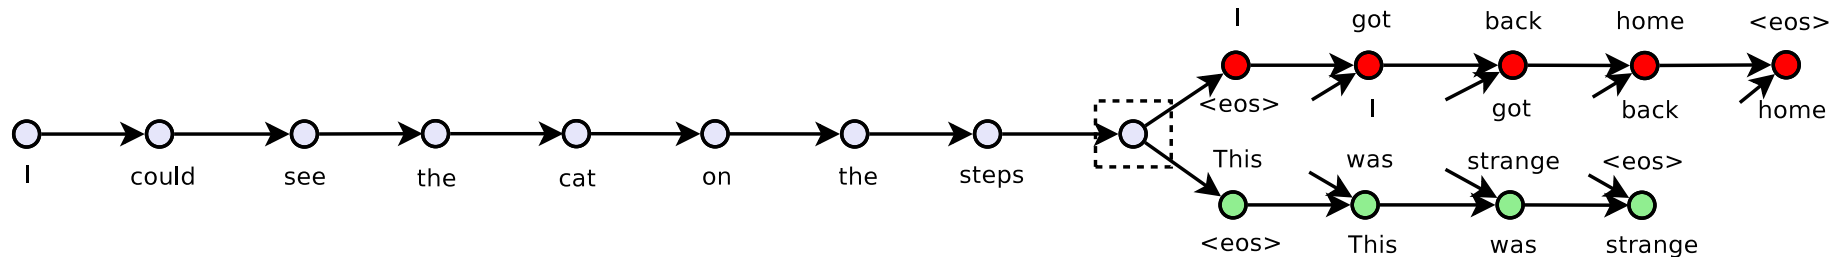 I got back home <eos>
<eos> I got back home
I could see the cat on the steps
This was strange <eos>
<eos> This was strange